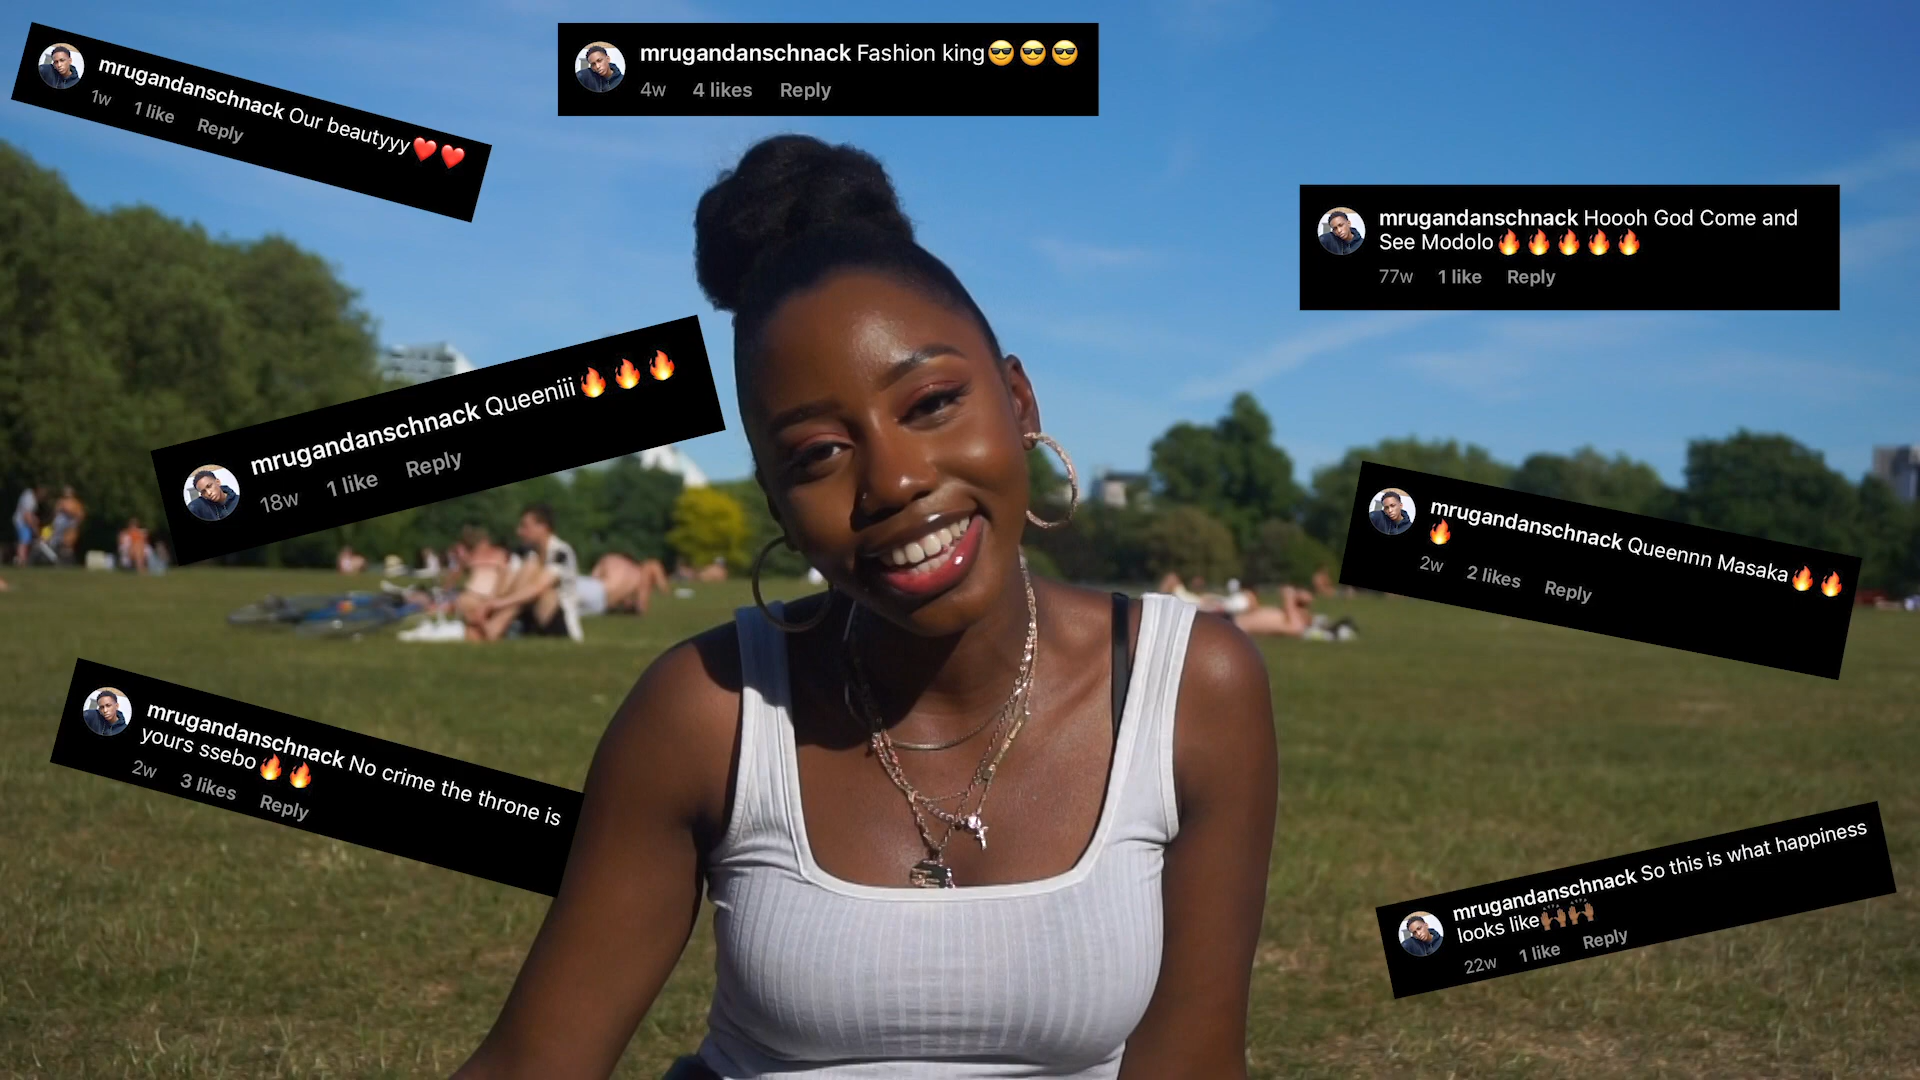 mrugandanschnack Our beautyyy❤️❤️
1w 1 like Reply
mrugandanschnack Fashion king😎😎😎
4w 4 likes Reply
mrugandanschnack Hoooh God Come and
See Modolo🔥🔥🔥🔥🔥
77w 1 like Reply
mrugandanschnack Queeniii🔥🔥🔥
18w 1 like Reply
mrugandanschnack Queennn Masaka🔥🔥
🔥
2w 2 likes Reply
mrugandanschnack No crime the throne is
yours ssebo🔥🔥
2w 3 likes Reply
mrugandanschnack So this is what happiness
looks like🙌🏾🙌🏾
22w 1 like Reply